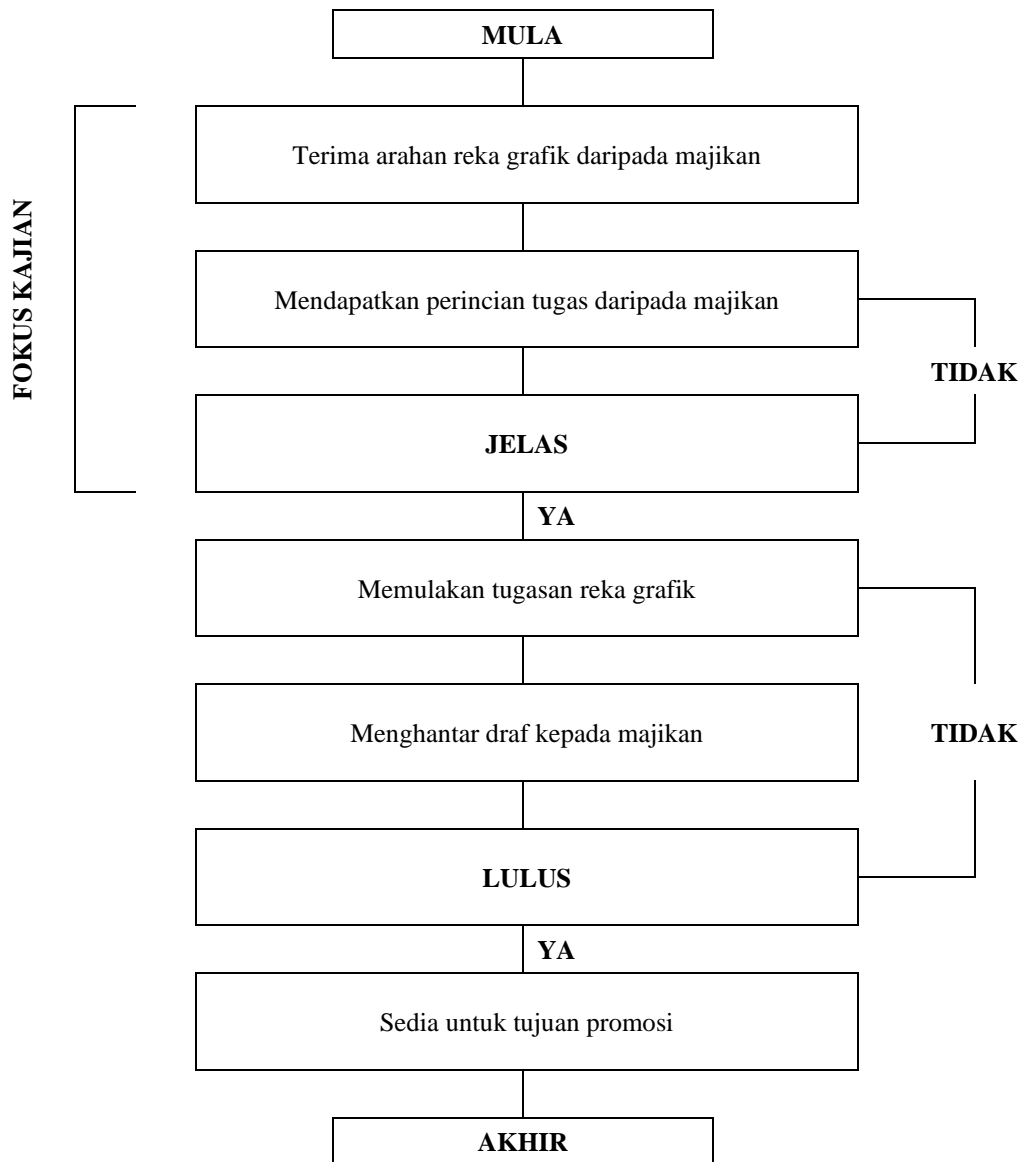 MULA
Terima arahan reka grafik daripada majikan
FOKUS KAJIAN
Mendapatkan perincian tugas daripada majikan
TIDAK
JELAS
YA
Memulakan tugasan reka grafik
Menghantar draf kepada majikan
TIDAK
LULUS
YA
Sedia untuk tujuan promosi
AKHIR